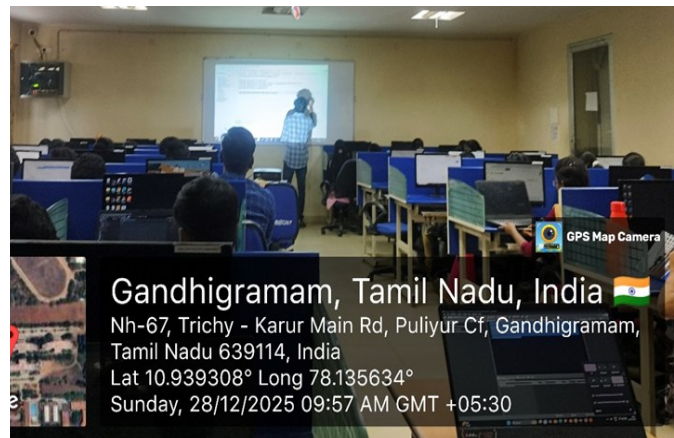 GPS Map Camera
Gandhigramam, Tamil Nadu, India
Nh-67, Trichy - Karur Main Rd, Puliyur Cf, Gandhigramam,
Tamil Nadu 639114, India
Lat 10.939308° Long 78.135634°
Sunday, 28/12/2025 09:57 AM GMT +05:30